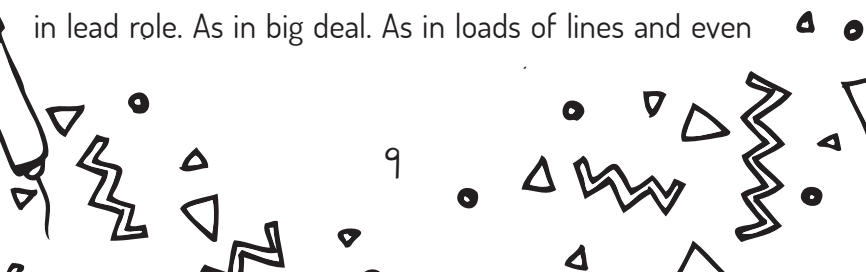 in lead role. As in big deal. As in loads of lines and even
9